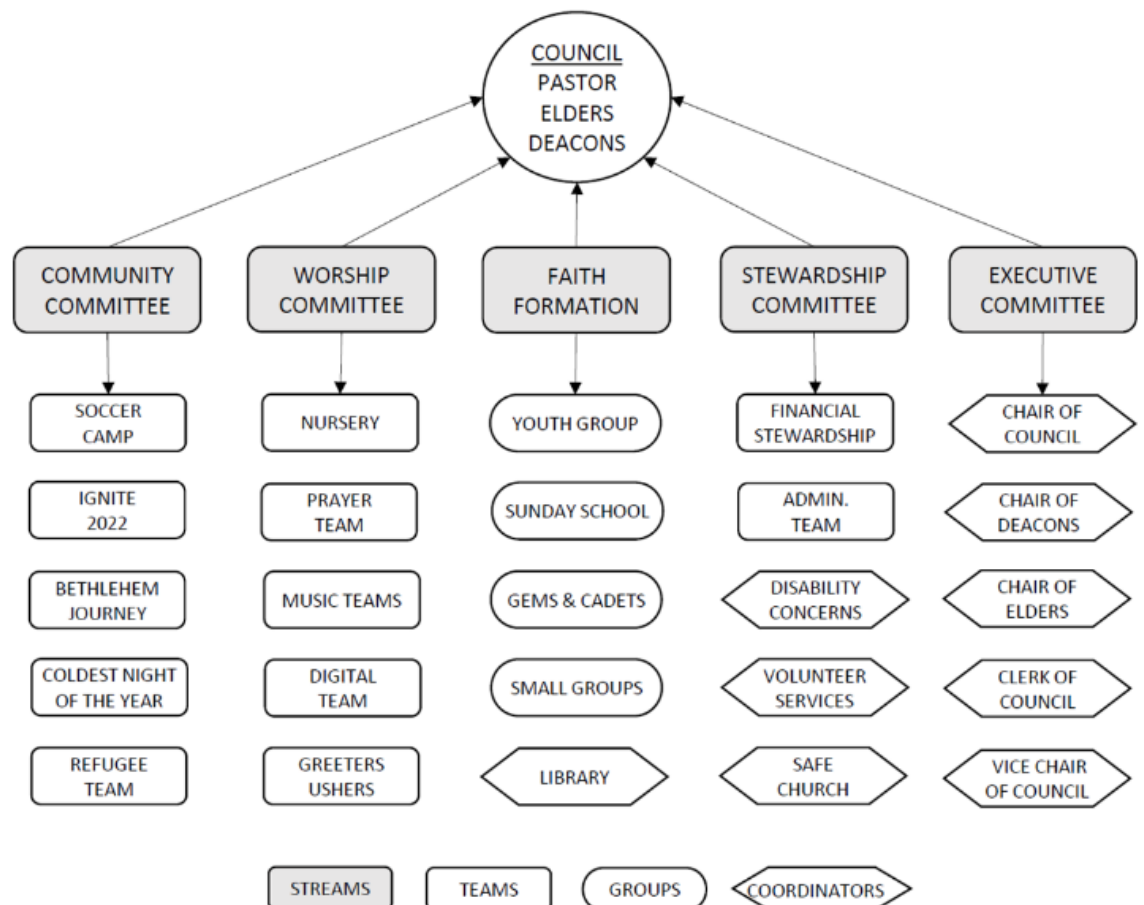 COUNCIL
PASTOR
ELDERS
DEACONS
COMMUNITY
COMMITTEE
WORSHIP
COMMITTEE
FAITH
FORMATION
STEWARDSHIP
COMMITTEE
EXECUTIVE
COMMITTEE
SOCCER
CAMP
NURSERY
YOUTH GROUP
FINANCIAL
STEWARDSHIP
CHAIR OF
COUNCIL
IGNITE
2022
PRAYER
TEAM
SUNDAY SCHOOL
ADMIN.
TEAM
CHAIR OF
DEACONS
BETHLEHEM
JOURNEY
MUSIC TEAMS
GEMS & CADETS
DISABILITY
CONCERNS
CHAIR OF
ELDERS
COLDEST NIGHT
OF THE YEAR
DIGITAL
TEAM
SMALL GROUPS
VOLUNTEER
SERVICES
CLERK OF
COUNCIL
REFUGEE
TEAM
GREETERS
USHERS
LIBRARY
SAFE
CHURCH
VICE CHAIR
OF COUNCIL
STREAMS
TEAMS
GROUPS
COORDINATORS